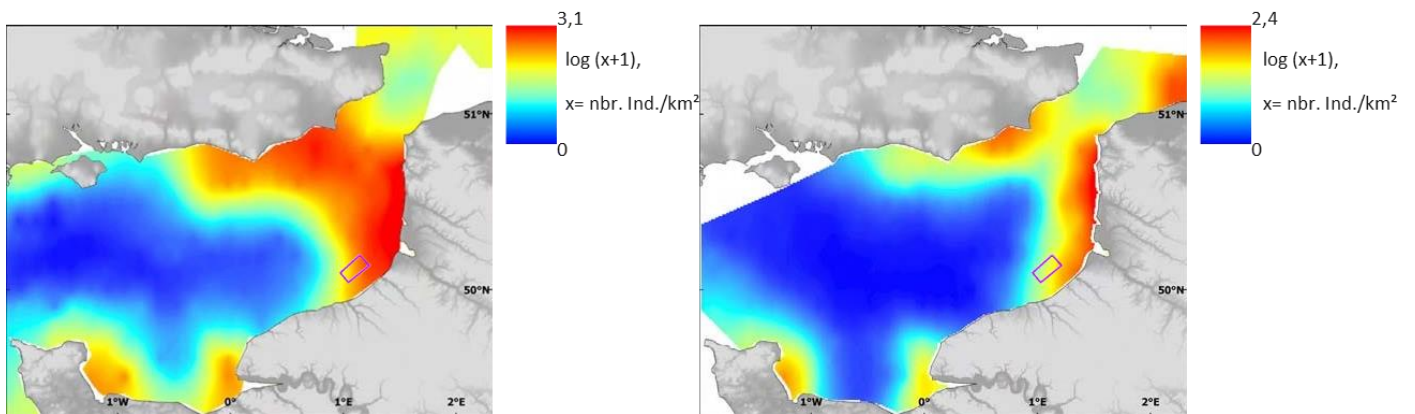 3,1
log (x+1),
x= nbr. Ind./km²
0
51°N
50°N
1°W
0°
1°E
2°E
2,4
log (x+1),
x= nbr. Ind./km²
0
51°N
50°N
1°W
0°
1°E
2°E